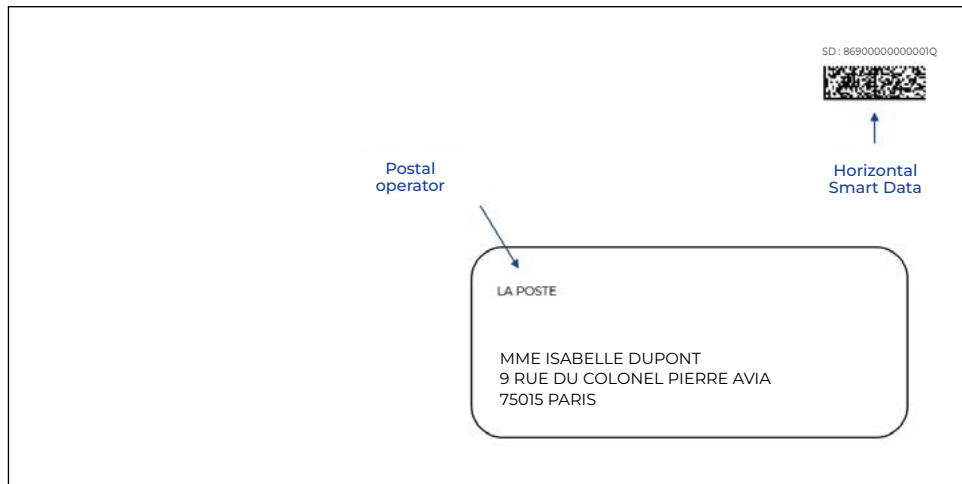 SD : 86900000000001Q
Horizontal
Smart Data
Postal
operator
LA POSTE
MME ISABELLE DUPONT
9 RUE DU COLONEL PIERRE AVIA
75015 PARIS